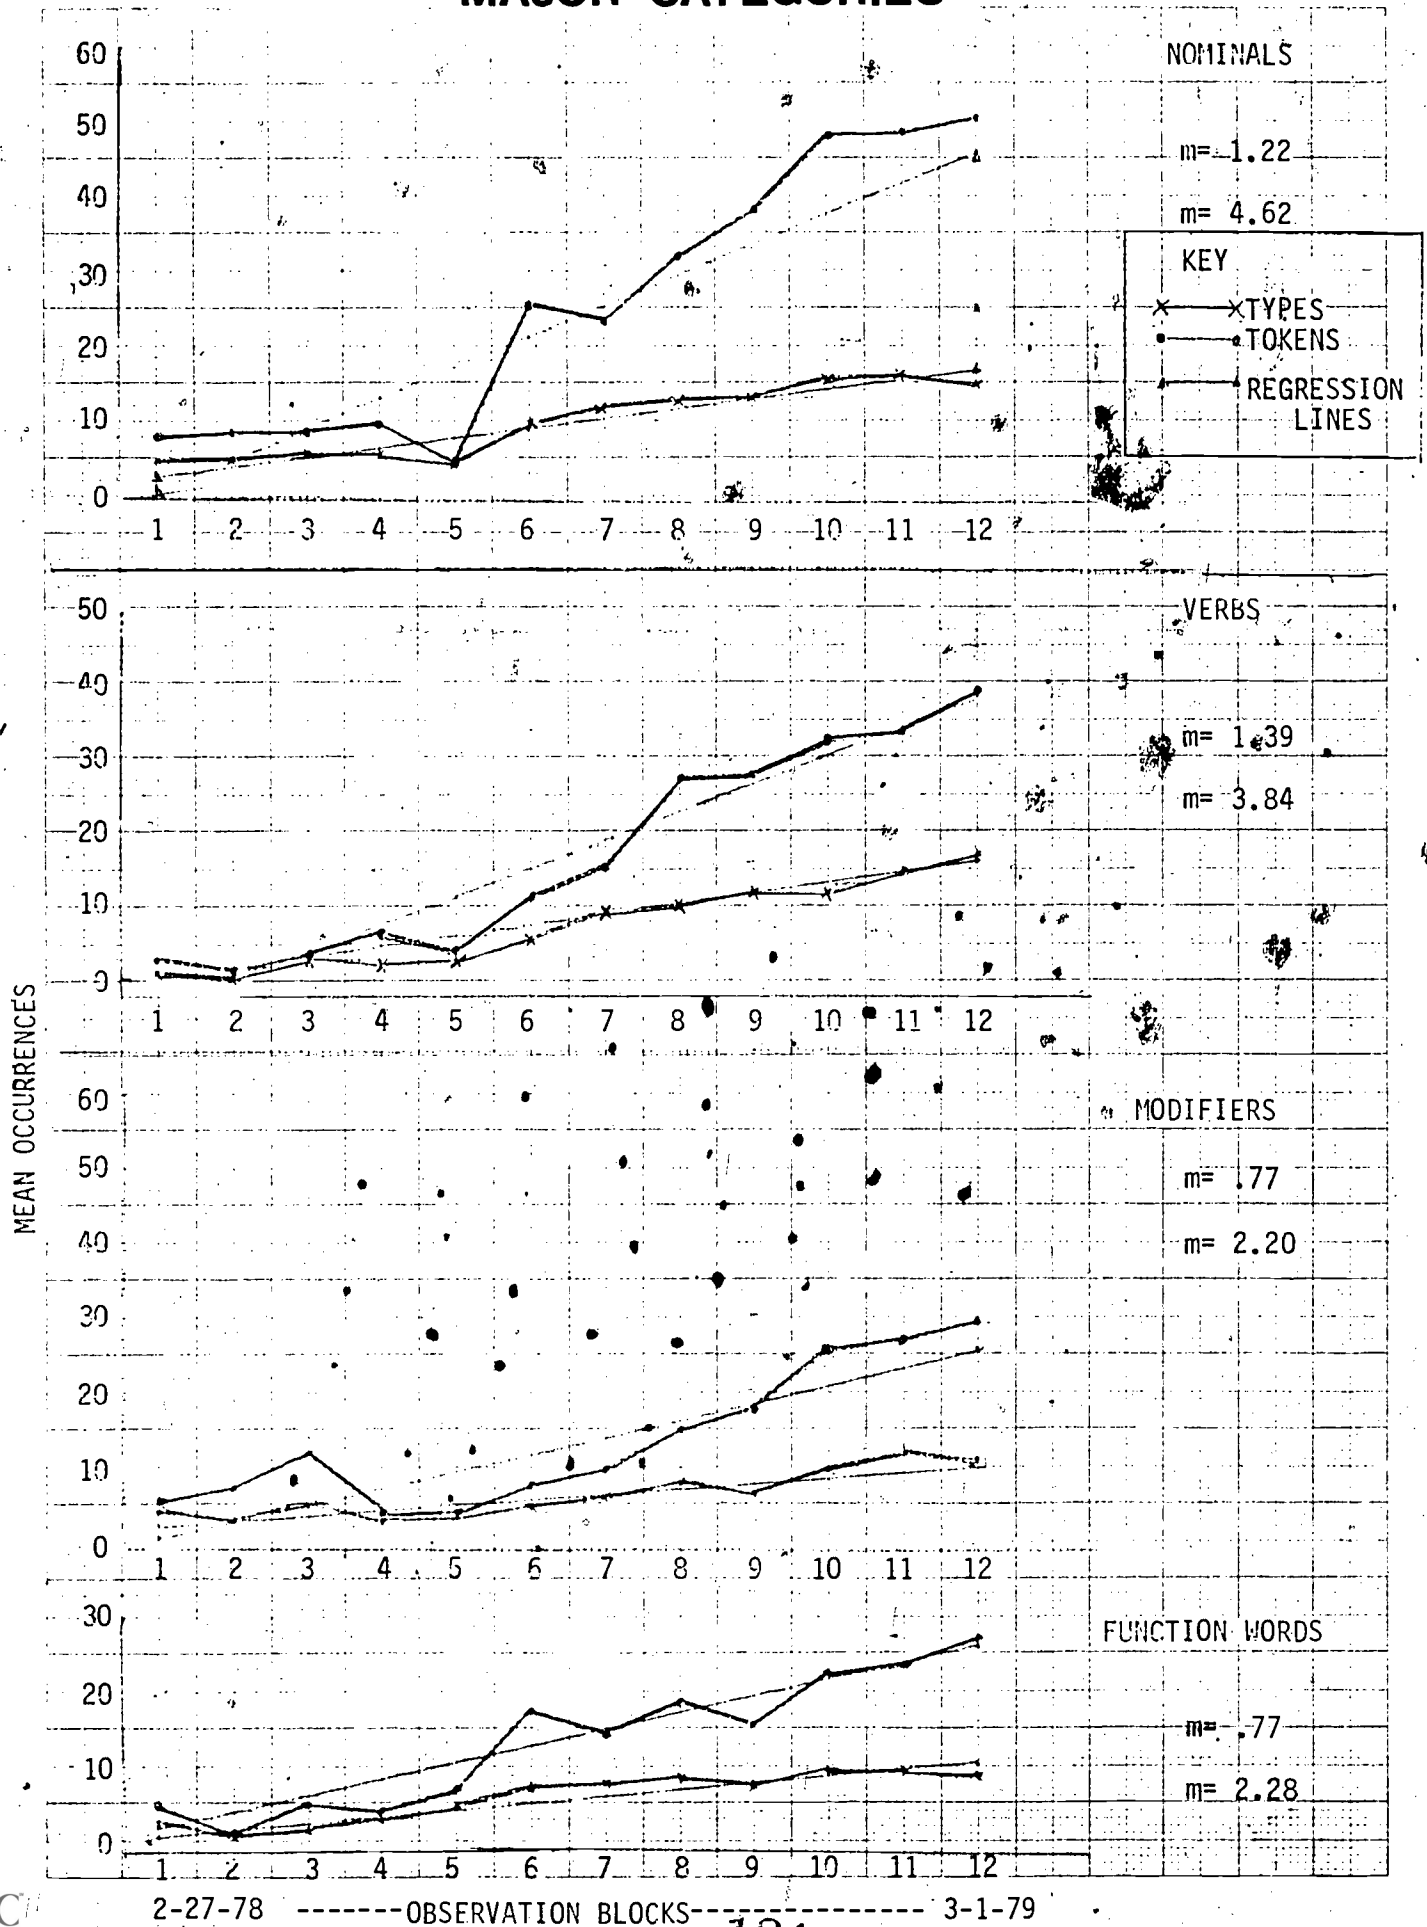 MAJOR CATEGORIES
NOMINALS
60
50
40
30
20
10
0
m= 1.22
m= 4.62
KEY
TYPES
TOKENS
REGRESSION
LINES
1 2 3 4 5 6 7 8 9 10 11 12
VERBS
50
40
30
20
10
0
m= 1.39
m= 3.84
1 2 3 4 5 6 7 8 9 10 11 12
MEAN OCCURRENCES
MODIFIERS
60
50
40
30
20
10
0
m= .77
m= 2.20
1 2 3 4 5 6 7 8 9 10 11 12
FUNCTION WORDS
30
20
10
0
m= .77
m= 2.28
1 2 3 4 5 6 7 8 9 10 11 12
2-27-78 -------OBSERVATION BLOCKS-------------- 3-1-79